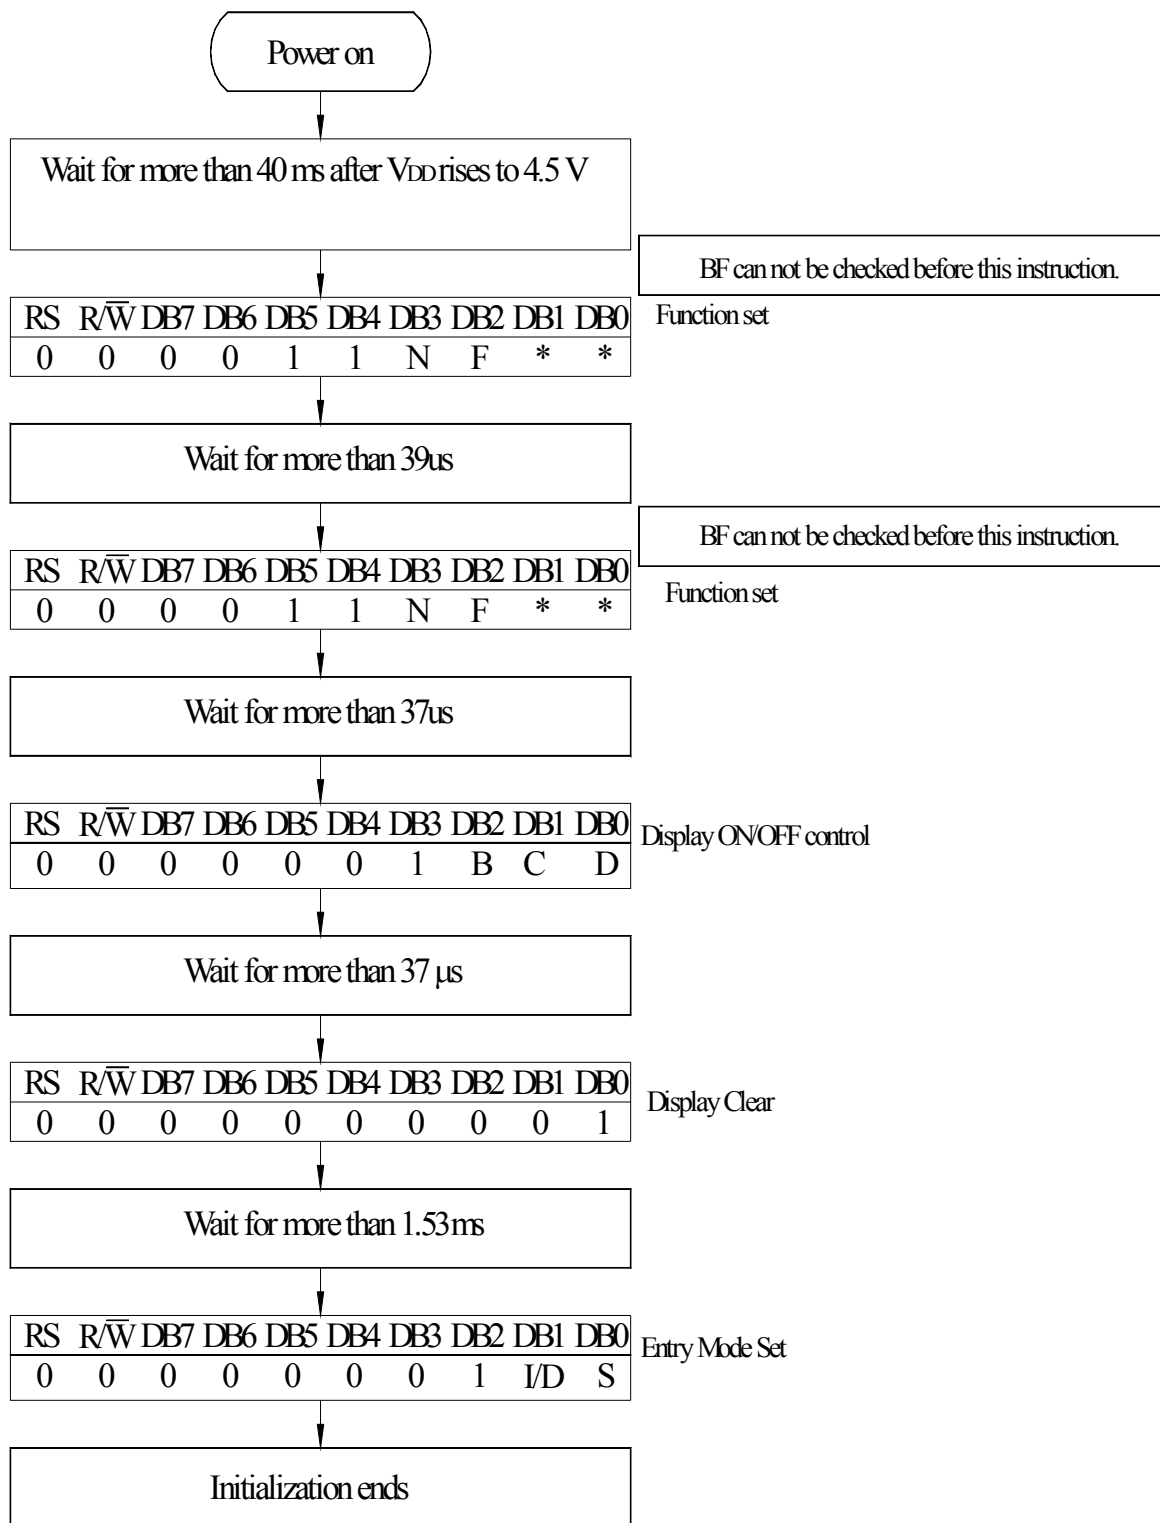 Power on
Wait for more than 40 ms after VDD rises to 4.5 V
BF can not be checked before this instruction.
RS R/W̅ DB7 DB6 DB5 DB4 DB3 DB2 DB1 DB0
Function set
0 0 0 0 1 1 N F * *
Wait for more than 39us
BF can not be checked before this instruction.
RS R/W̅ DB7 DB6 DB5 DB4 DB3 DB2 DB1 DB0
Function set
0 0 0 0 1 1 N F * *
Wait for more than 37us
RS R/W̅ DB7 DB6 DB5 DB4 DB3 DB2 DB1 DB0
Display ON/OFF control
0 0 0 0 0 0 1 B C D
Wait for more than 37 μs
RS R/W̅ DB7 DB6 DB5 DB4 DB3 DB2 DB1 DB0
Display Clear
0 0 0 0 0 0 0 0 0 1
Wait for more than 1.53ms
RS R/W̅ DB7 DB6 DB5 DB4 DB3 DB2 DB1 DB0
Entry Mode Set
0 0 0 0 0 0 0 1 I/D S
Initialization ends